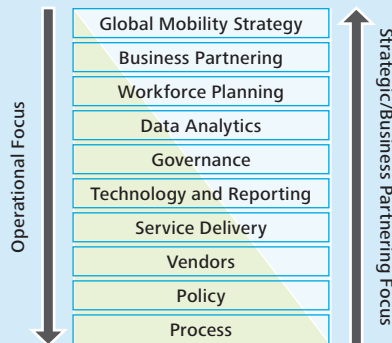 Operational Focus
Global Mobility Strategy
Business Partnering
Workforce Planning
Data Analytics
Governance
Technology and Reporting
Service Delivery
Vendors
Policy
Process
Strategic/Business Partnering Focus